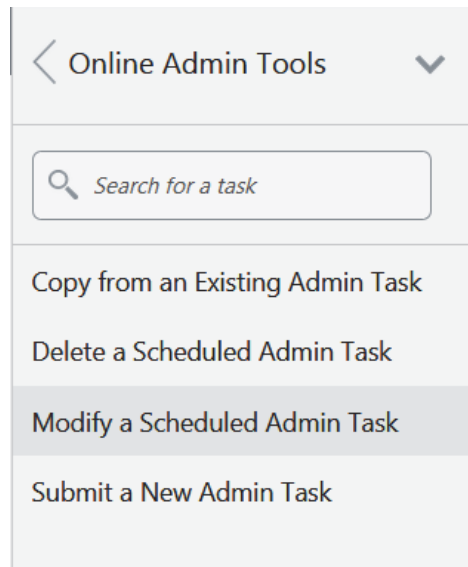 Online Admin Tools
Search for a task
Copy from an Existing Admin Task
Delete a Scheduled Admin Task
Modify a Scheduled Admin Task
Submit a New Admin Task